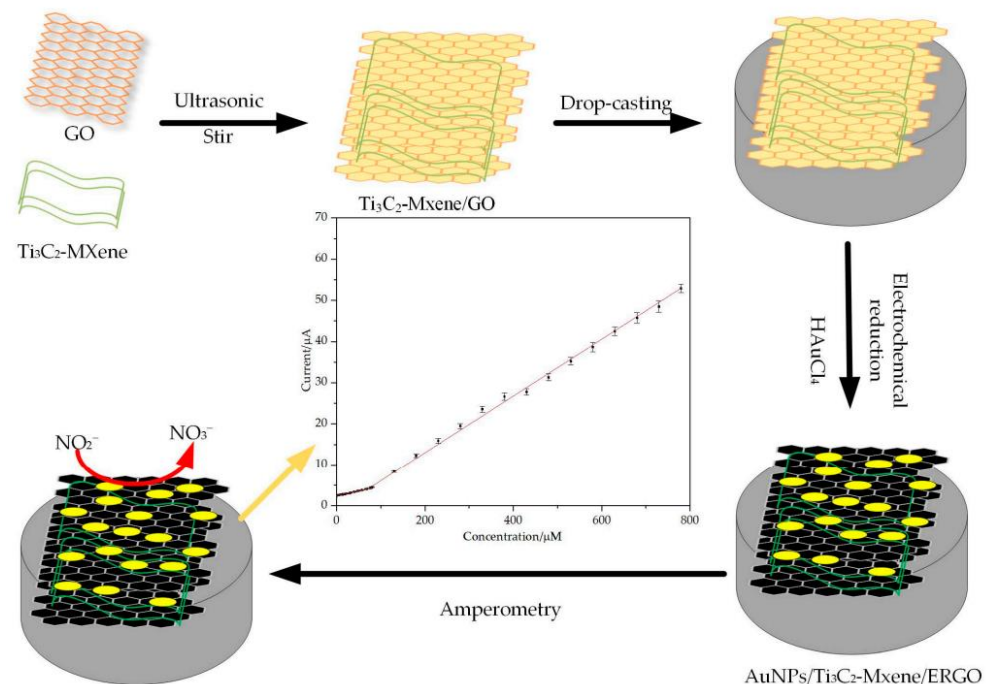 GO
Ti₃C₂-MXene
Ultrasonic
Stir
Ti₃C₂-Mxene/GO
Drop-casting
Electrochemical
reduction
HAuCl₄
70
60
50
40
30
20
10
0
Current/μA
0
200
400
600
800
Concentration/μM
NO₂⁻
NO₃⁻
Amperometry
AuNPs/Ti₃C₂-Mxene/ERGO